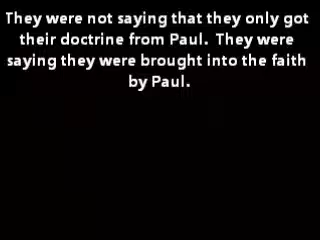 They were not saying that they only got
their doctrine from Paul.  They were
saying they were brought into the faith
by Paul.